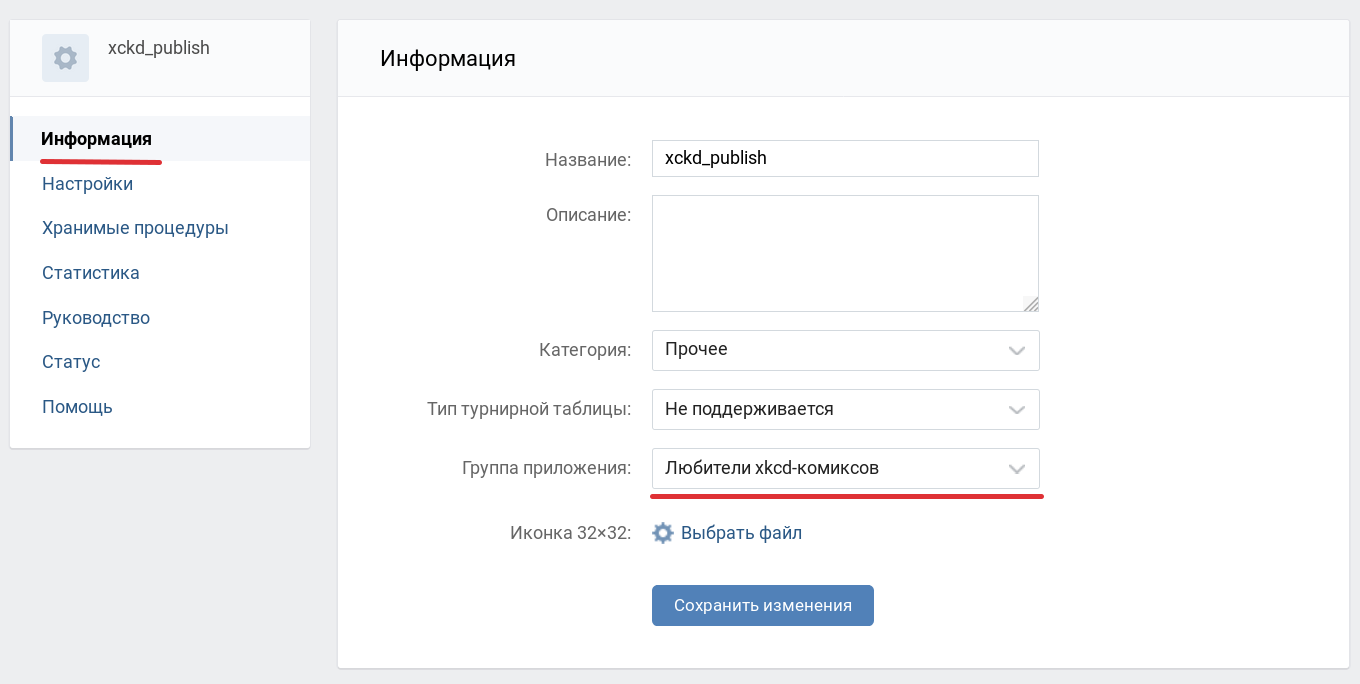 xckd_publish
Информация
Настройки
Хранимые процедуры
Статистика
Руководство
Статус
Помощь
Информация
Название: xckd_publish
Описание:
Категория: Прочее
Тип турнирной таблицы: Не поддерживается
Группа приложения: Любители xkcd-комиксов
Иконка 32×32: Выбрать файл
Сохранить изменения